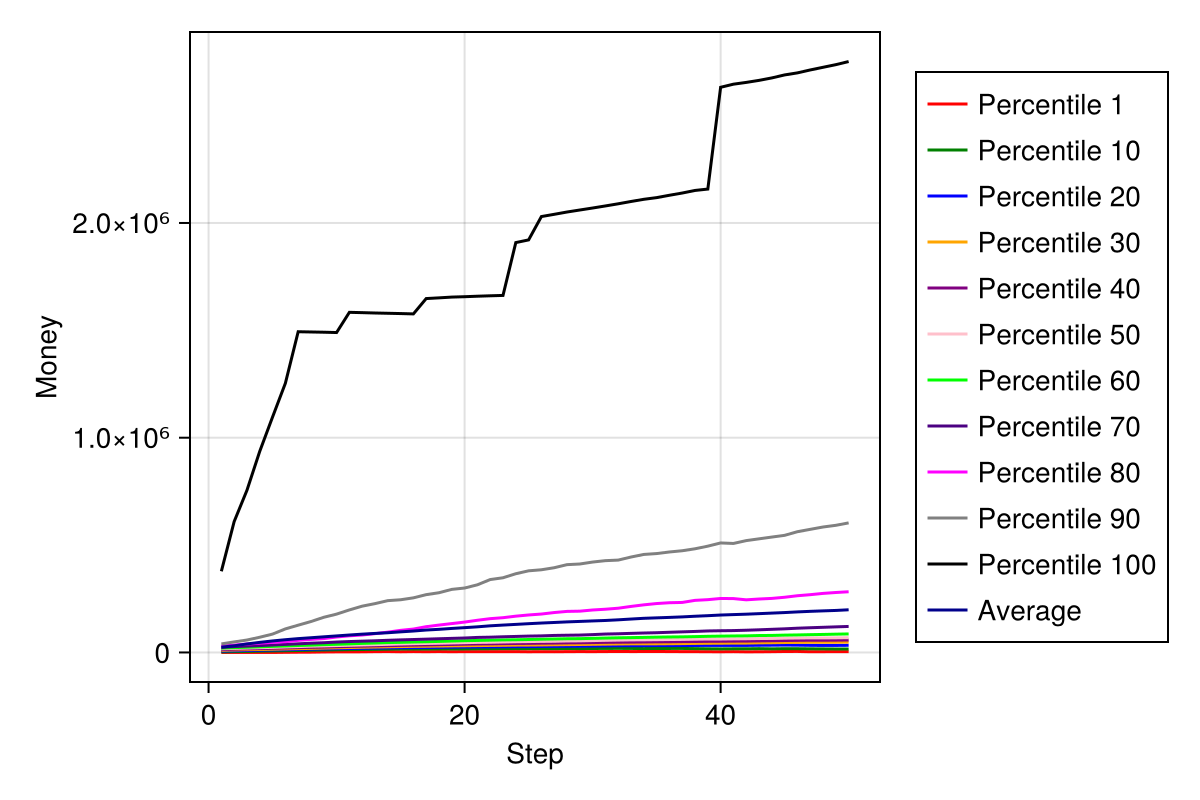 2.0×10⁶
1.0×10⁶
0
Money
0
20
40
Step
Percentile 1
Percentile 10
Percentile 20
Percentile 30
Percentile 40
Percentile 50
Percentile 60
Percentile 70
Percentile 80
Percentile 90
Percentile 100
Average